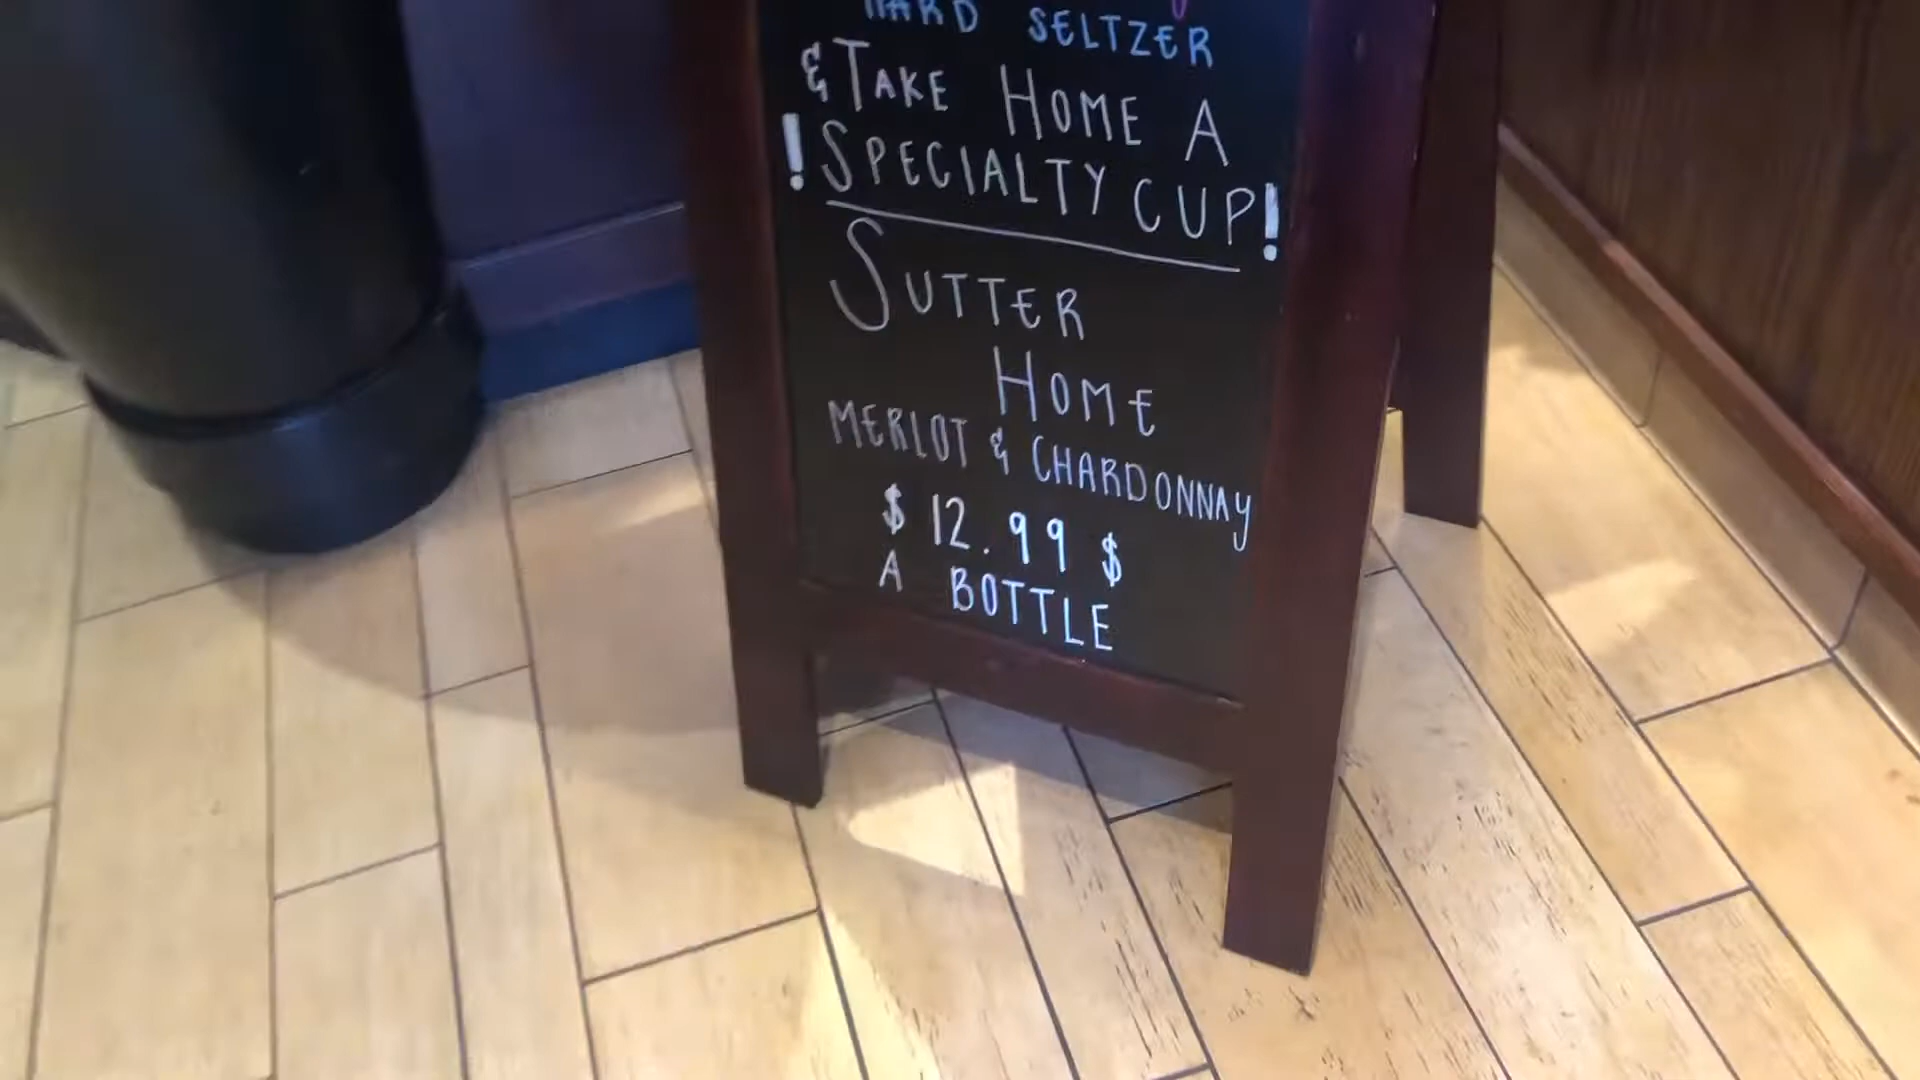 HARD SELTZER
& TAKE HOME A
! SPECIALTY CUP!
SUTTER
HOME
MERLOT & CHARDONNAY
$ 12.99 $
A BOTTLE